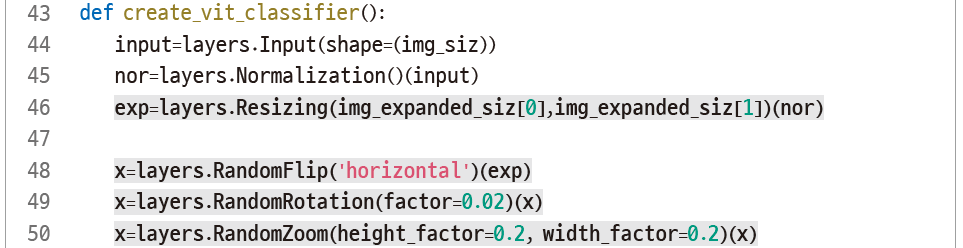 43 def create_vit_classifier():
44 input=layers.Input(shape=(img_siz))
45 nor=layers.Normalization()(input)
46 exp=layers.Resizing(img_expanded_siz[0],img_expanded_siz[1])(nor)
47
48 x=layers.RandomFlip('horizontal')(exp)
49 x=layers.RandomRotation(factor=0.02)(x)
50 x=layers.RandomZoom(height_factor=0.2, width_factor=0.2)(x)